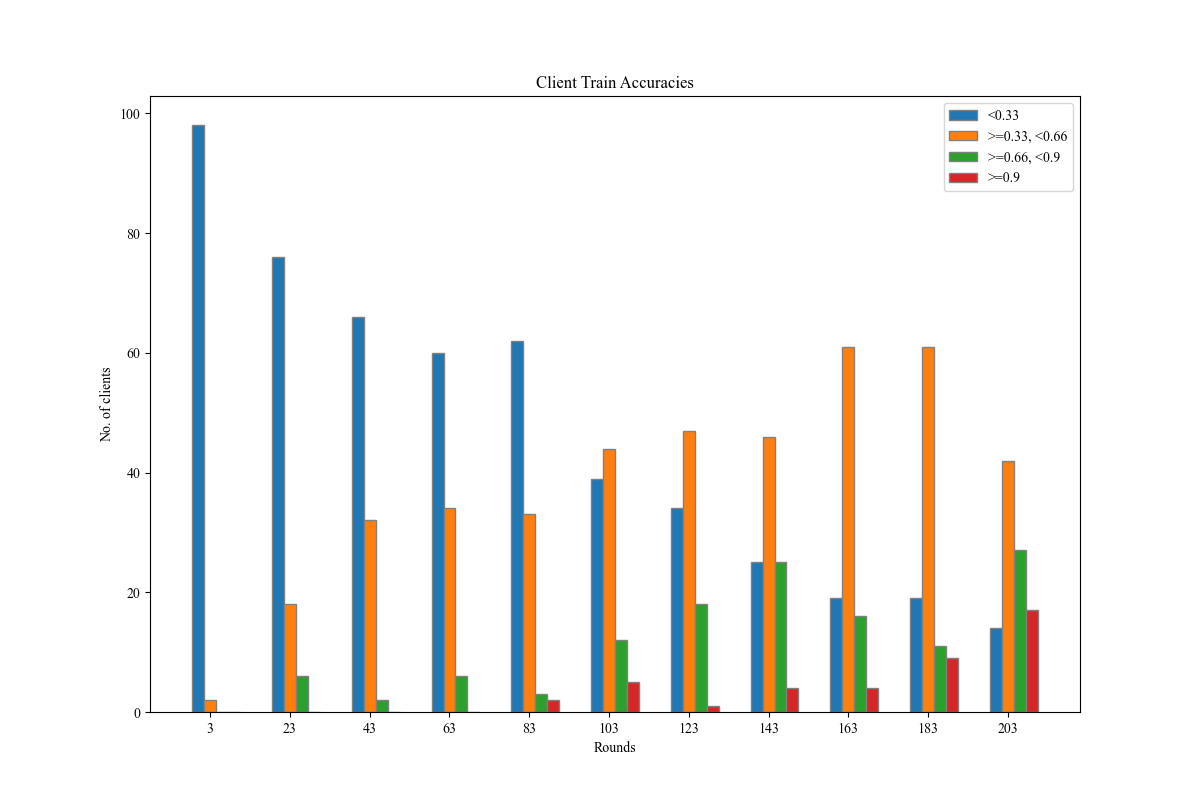 Client Train Accuracies
<0.33
>=0.33, <0.66
>=0.66, <0.9
>=0.9
100
80
60
40
20
0
No. of clients
3 23 43 63 83 103 123 143 163 183 203
Rounds